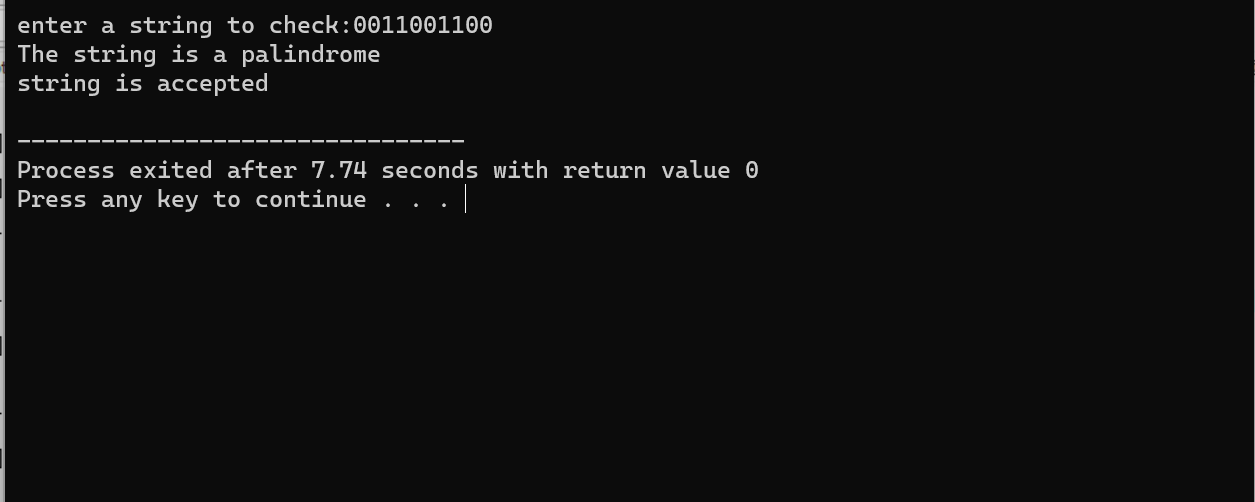 enter a string to check:0011001100
The string is a palindrome
string is accepted
--------------------------------
Process exited after 7.74 seconds with return value 0
Press any key to continue . . .